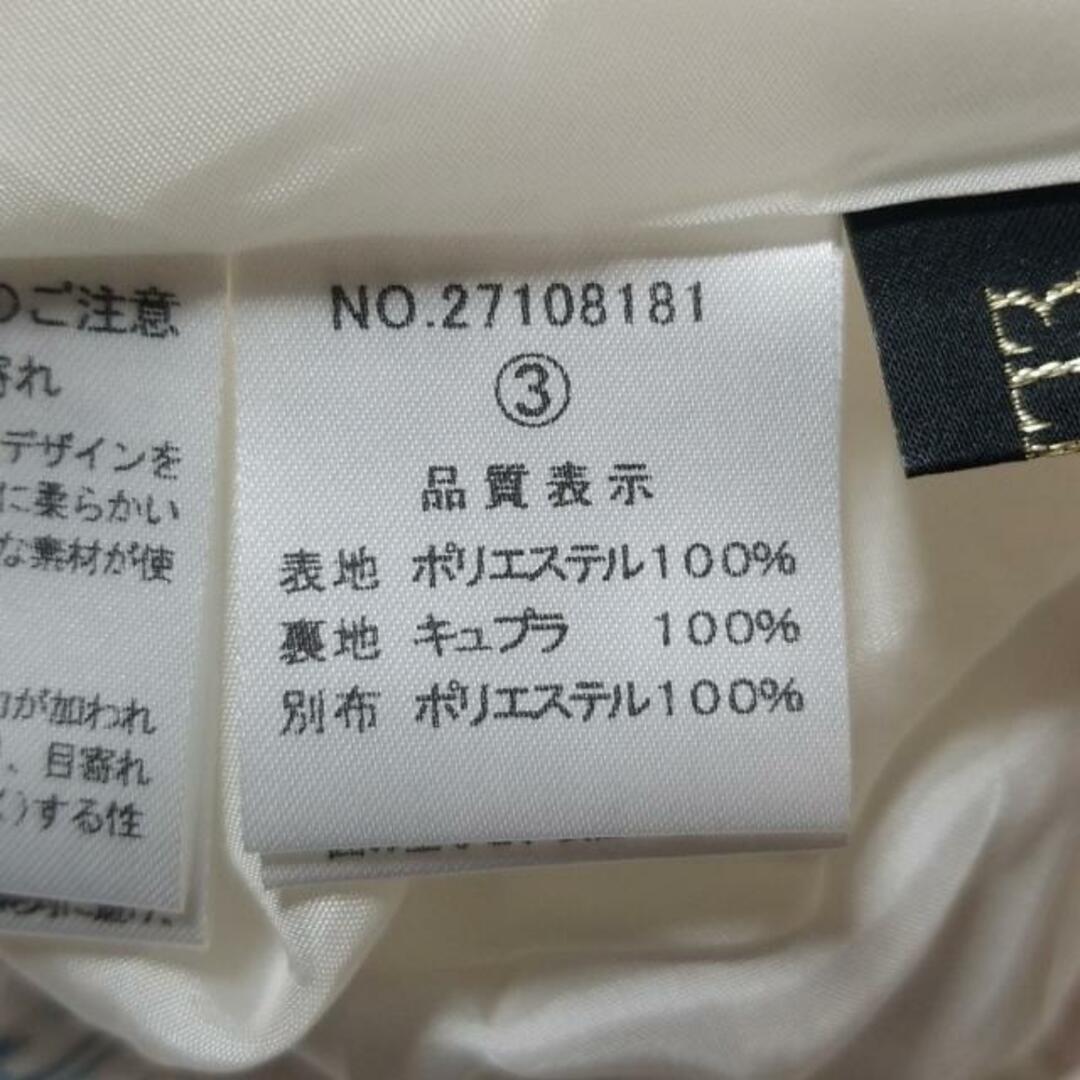 のご注意
寄れ
デザインを
に柔らかい
な素材が使
が加われ
、目寄れ
)する性
NO.27108181
③
品質表示
表地 ポリエステル100%
裏地 キュプラ 100%
別布 ポリエステル100%